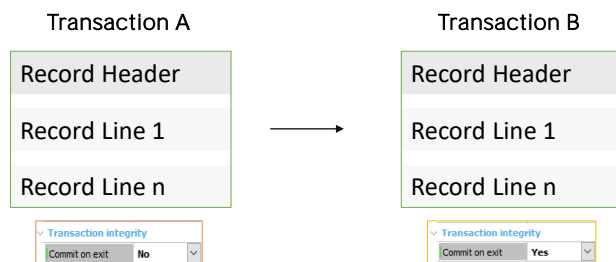 Transaction A
Record Header
Record Line 1
Record Line n
Transaction integrity
Commit on exit No
Transaction B
Record Header
Record Line 1
Record Line n
Transaction integrity
Commit on exit Yes